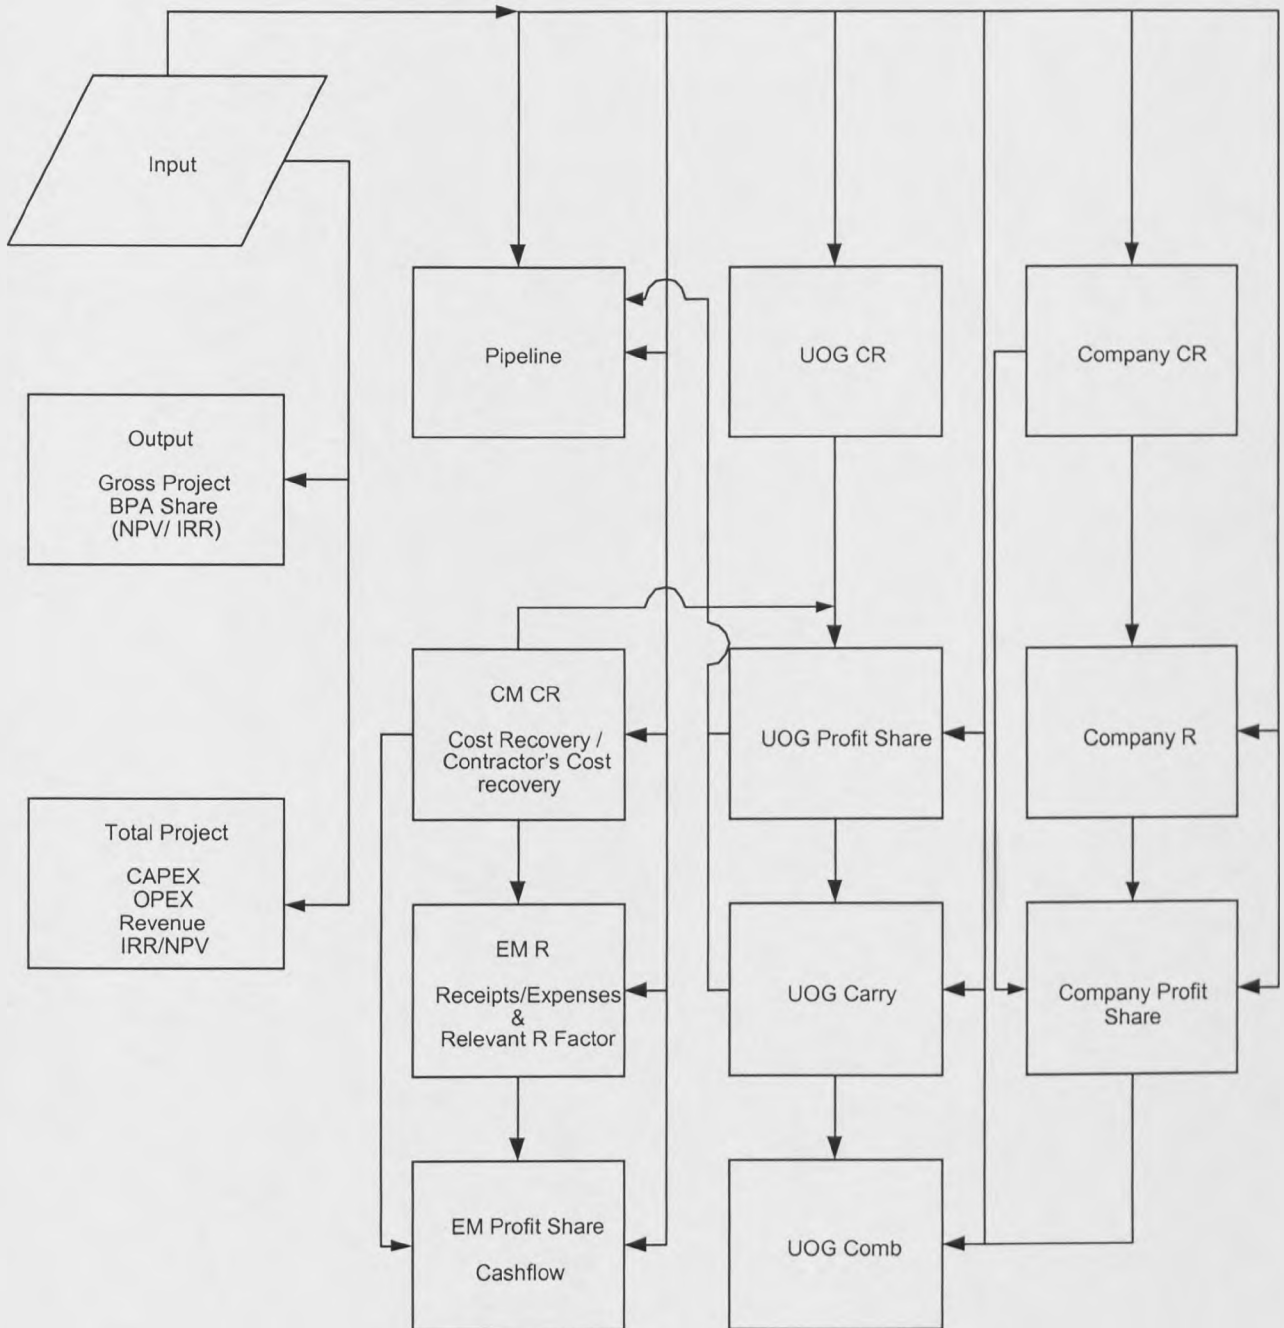 Input
Pipeline
UOG CR
Company CR
Output
Gross Project
BPA Share
(NPV/ IRR)
CM CR
Cost Recovery /
Contractor's Cost
recovery
UOG Profit Share
Company R
Total Project
CAPEX
OPEX
Revenue
IRR/NPV
EM R
Receipts/Expenses
&
Relevant R Factor
UOG Carry
Company Profit
Share
EM Profit Share
Cashflow
UOG Comb